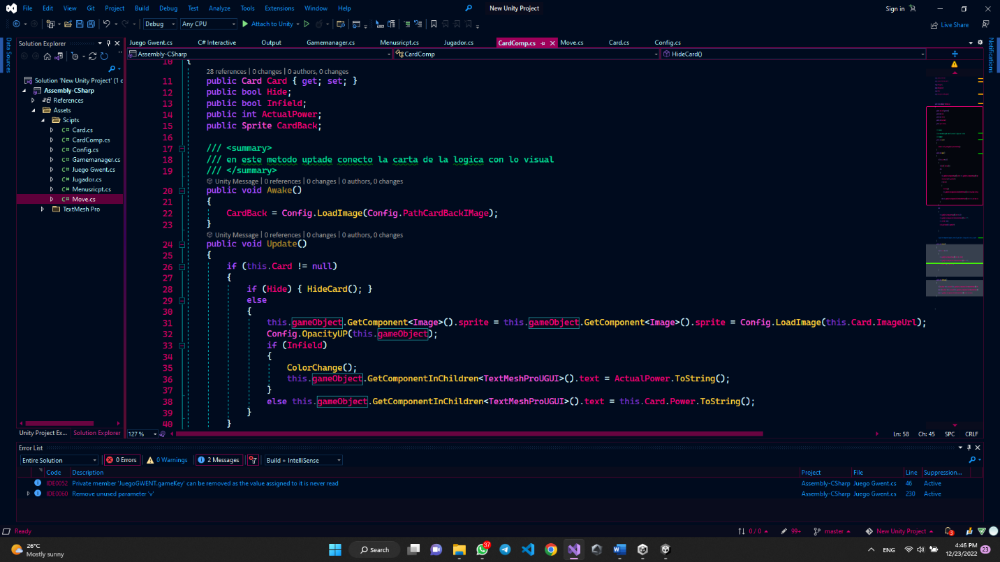 File Edit View Git Project Build Debug Test Analyze Tools Extensions Window Help New Unity Project Sign in
Debug Any CPU Attach to Unity Live Share
Data Sources
Solution Explorer
Juego Gwent.cs C# Interactive Output Gamemanager.cs Menusricpt.cs Jugador.cs CardComp.cs Move.cs Card.cs Config.cs
Notifications
Assembly-CSharp CardComp HideCard()
Solution 'New Unity Project' (1 c
Assembly-CSharp
References
Assets
Scipts
Card.cs
CardComp.cs
Config.cs
Gamemanager.cs
Juego Gwent.cs
Jugador.cs
Menusricpt.cs
Move.cs
TextMesh Pro
Unity Project Ex... Solution Explorer
10 {
28 references | 0 changes | 0 authors, 0 changes
11 public Card Card { get; set; }
12 public bool Hide;
13 public bool Infield;
14 public int ActualPower;
15 public Sprite CardBack;
16
17 /// <summary>
18 /// en este metodo uptade conecto la carta de la logica con lo visual
19 /// </summary>
Unity Message | 0 references | 0 changes | 0 authors, 0 changes
20 public void Awake()
21 {
22 CardBack = Config.LoadImage(Config.PathCardBackIMage);
23 }
Unity Message | 0 references | 0 changes | 0 authors, 0 changes
24 public void Update()
25 {
26 if (this.Card != null)
27 {
28 if (Hide) { HideCard(); }
29 else
30 {
31 this.gameObject.GetComponent<Image>().sprite = this.gameObject.GetComponent<Image>().sprite = Config.LoadImage(this.Card.ImageUrl);
32 Config.OpacityUP(this.gameObject);
33 if (Infield)
34 {
35 ColorChange();
36 this.gameObject.GetComponentInChildren<TextMeshProUGUI>().text = ActualPower.ToString();
37 }
38 else this.gameObject.GetComponentInChildren<TextMeshProUGUI>().text = this.Card.Power.ToString();
39 }
40 }
127 % Ln: 58 Ch: 45 SPC CRLF
Error List
Entire Solution 0 Errors 0 Warnings 2 Messages Build + IntelliSense
Code Description Project File Line Suppression...
IDE0052 Private member 'JuegoGWENT.gameKey' can be removed as the value assigned to it is never read Assembly-CSharp Juego Gwent.cs 46 Active
IDE0060 Remove unused parameter 'v' Assembly-CSharp Juego Gwent.cs 230 Active
Ready 0 / 0 99+ master New Unity Project 3
26°C
Mostly sunny
Search
37
ENG
4:46 PM
12/23/2022
23